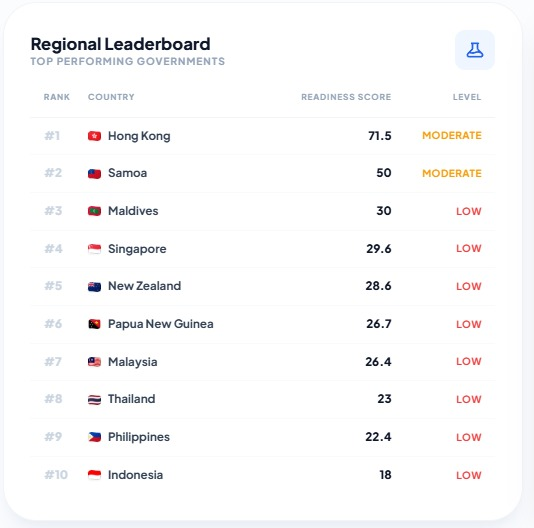 Regional Leaderboard
TOP PERFORMING GOVERNMENTS
RANK COUNTRY READINESS SCORE LEVEL
#1 Hong Kong 71.5 MODERATE
#2 Samoa 50 MODERATE
#3 Maldives 30 LOW
#4 Singapore 29.6 LOW
#5 New Zealand 28.6 LOW
#6 Papua New Guinea 26.7 LOW
#7 Malaysia 26.4 LOW
#8 Thailand 23 LOW
#9 Philippines 22.4 LOW
#10 Indonesia 18 LOW